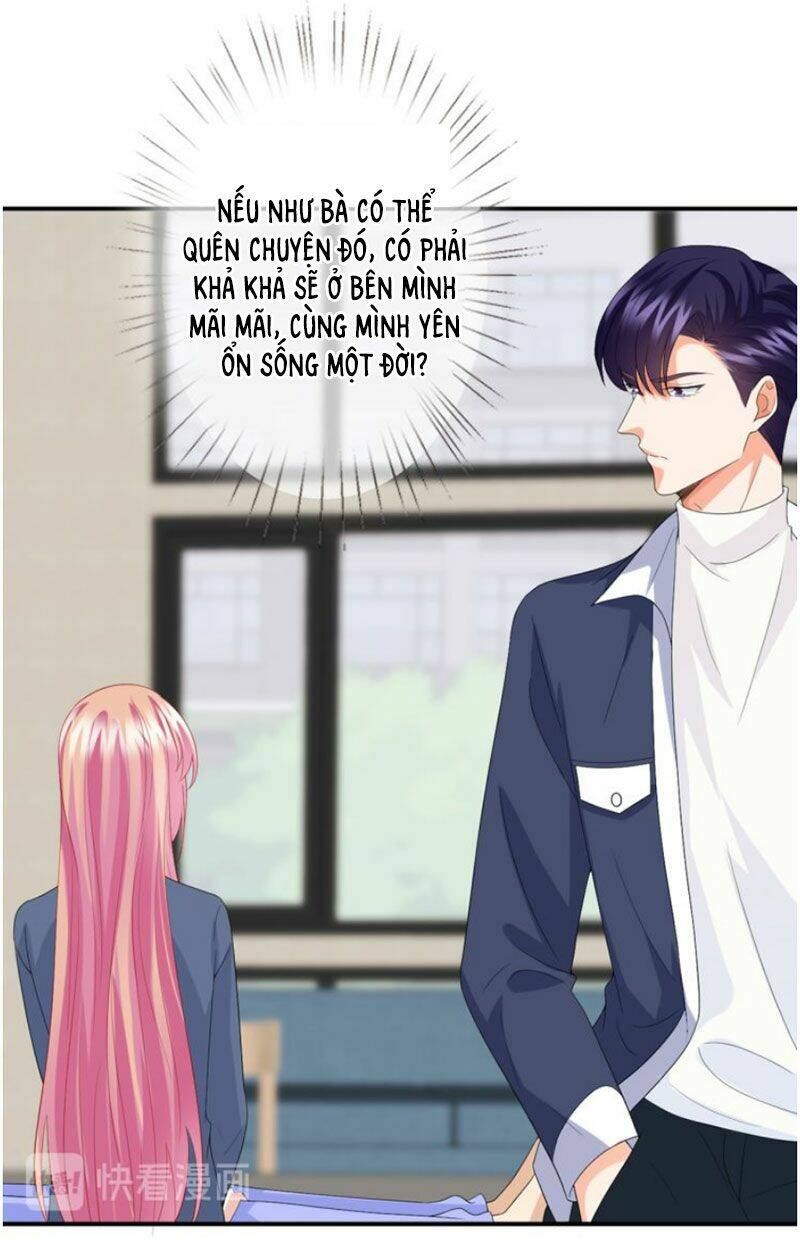 NẾU NHƯ BÀ CÓ THỂ
QUÊN CHUYỆN ĐÓ, CÓ PHẢI
KHẢ KHẢ SẼ Ở BÊN MÌNH
MÃI MÃI, CÙNG MÌNH YÊN
ỔN SỐNG MỘT ĐỜI?
快看漫画